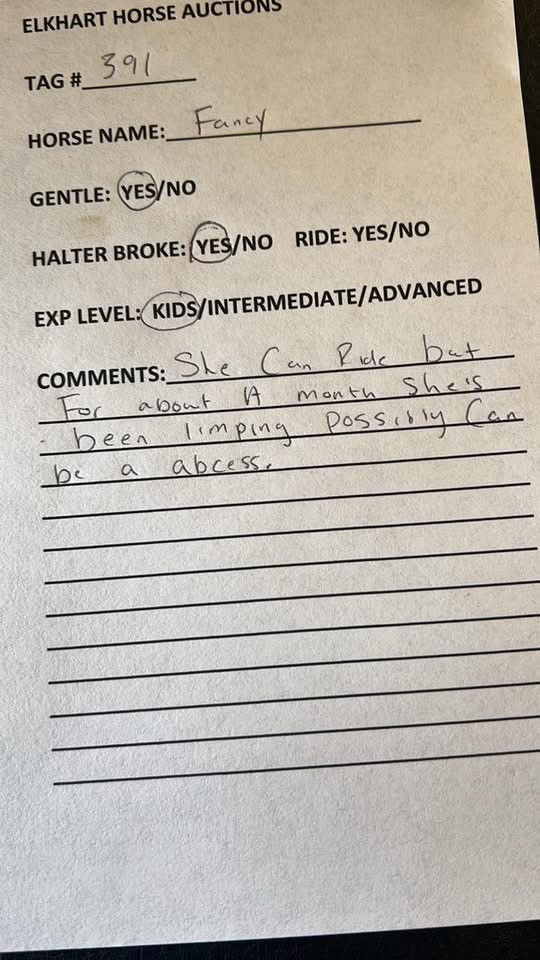 ELKHART HORSE AUCTIONS
TAG # 391
HORSE NAME: Fancy
GENTLE: YES/NO
HALTER BROKE: YES/NO RIDE: YES/NO
EXP LEVEL: KIDS/INTERMEDIATE/ADVANCED
COMMENTS: She Can Ride but
For about A month She's
been limping Possibly Can
be a abcess.